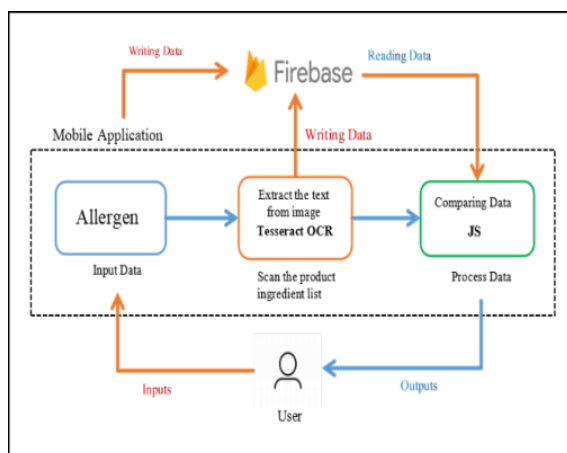 Writing Data
Firebase
Reading Data
Mobile Application
Writing Data
Allergen
Extract the text
from image
Tesseract OCR
Comparing Data
JS
Input Data
Scan the product
ingredient list
Process Data
Inputs
Outputs
User